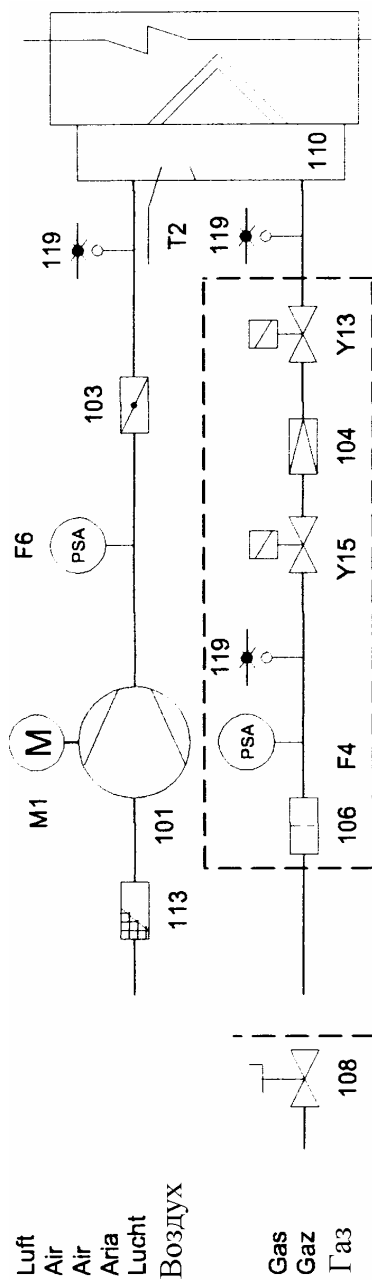 Luft
Air
Air
Aria
Lucht
Воздух
113
M1
M
101
F6
PSA
103
119
T2
110
Gas
Gaz
Газ
108
106
PSA
F4
119
Y15
104
Y13
119